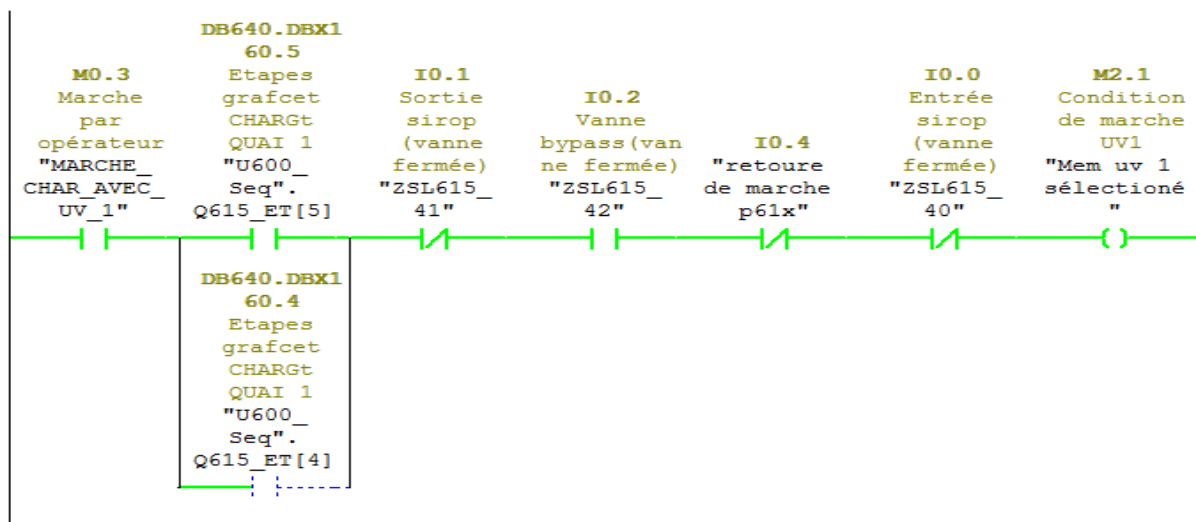 DB640.DBX1
60.5
Etapes
grafcet
CHARGt
QUAI 1
"U600_
Seq".
Q615_ET[5]
M0.3
Marche
par
opérateur
"MARCHE_
CHAR_AVEC_
UV_1"
I0.1
Sortie
sirop
(vanne
fermée)
"ZSL615_
41"
I0.2
Vanne
bypass(van
ne fermée)
"ZSL615_
42"
I0.4
"retoure
de marche
p61x"
I0.0
Entrée
sirop
(vanne
fermée)
"ZSL615_
40"
M2.1
Condition
de marche
UV1
"Mem uv 1
sélectioné
"
DB640.DBX1
60.4
Etapes
grafcet
CHARGt
QUAI 1
"U600_
Seq".
Q615_ET[4]